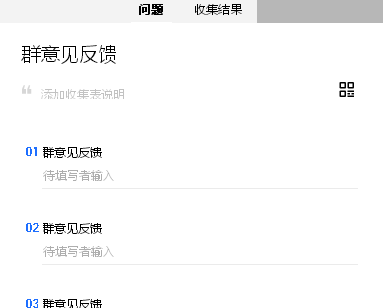 问题 收集结果
群意见反馈
添加收集表说明
01 群意见反馈
待填写者输入
02 群意见反馈
待填写者输入
03 群意见反馈